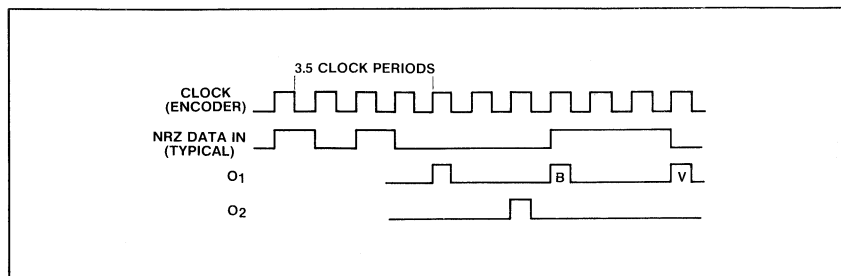 3.5 CLOCK PERIODS
CLOCK
(ENCODER)
NRZ DATA IN
(TYPICAL)
O1 B V
O2